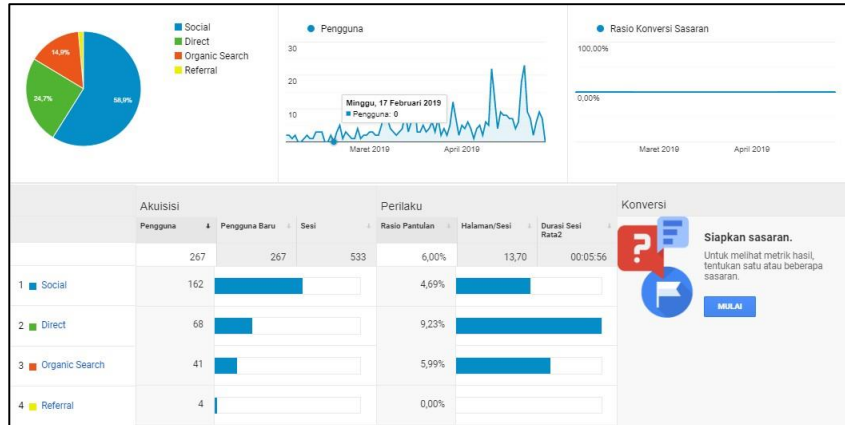 Social
Direct
Organic Search
Referral
14,9%
24,7%
58,9%
Pengguna
30
20
10
Minggu, 17 Februari 2019
Pengguna: 0
Maret 2019
April 2019
Rasio Konversi Sasaran
100,00%
0,00%
Maret 2019
April 2019
Akuisisi
Perilaku
Konversi
Pengguna
Pengguna Baru
Sesi
Rasio Pantulan
Halaman/Sesi
Durasi Sesi
Rata2
267
267
533
6,00%
13,70
00:05:56
1 Social
162
4,69%
2 Direct
68
9,23%
3 Organic Search
41
5,99%
4 Referral
4
0,00%
?
Siapkan sasaran.
Untuk melihat metrik hasil,
tentukan satu atau beberapa
sasaran.
MULAI